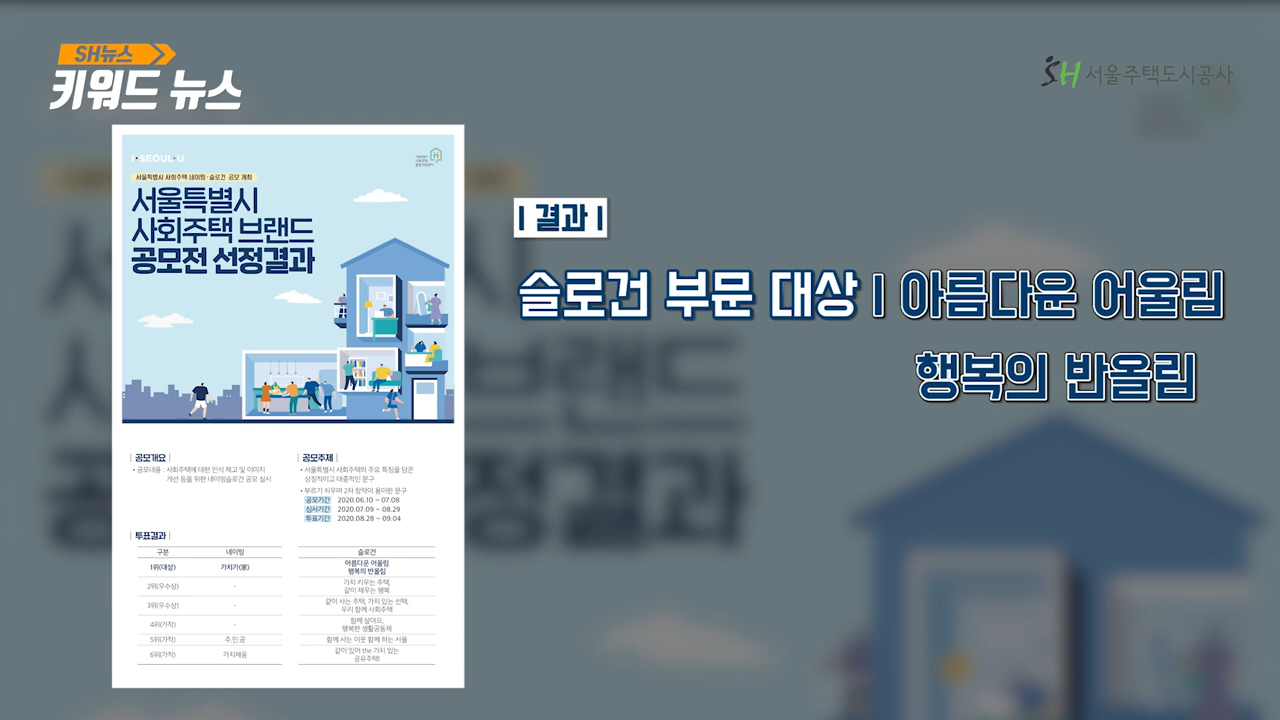 SH뉴스
키워드 뉴스
SH 서울주택도시공사
I·SEOUL·U
서울특별시 사회주택 네이밍·슬로건 공모 개최
서울특별시
사회주택 브랜드
공모전 선정결과
| 결과 |
슬로건 부문 대상 | 아름다운 어울림
행복의 반올림
| 공모개요 |
• 공모내용 : 사회주택에 대한 인식 제고 및 이미지
개선 등을 위한 네이밍슬로건 공모 실시
| 공모주제 |
• 서울특별시 사회주택의 주요 특징을 담은
상징적이고 대중적인 문구
• 부르기 쉬우며 2차 창작이 용이한 문구
공모기간 2020.06.10 ~ 07.08
심사기간 2020.07.09 ~ 08.29
투표기간 2020.08.28 ~ 09.04
| 투표결과 |
구분 네이밍 슬로건
1위(대상) 가치가(家) 아름다운 어울림
행복의 반올림
2위(우수상) - 가치 키우는 주택,
같이 채우는 행복
3위(우수상) - 같이 사는 주택, 가치 있는 선택,
우리 함께 사회주택
4위(가작) - 함께 살아요,
행복한 생활공동체
5위(가작) 주.인.공 함께 사는 이웃 함께 하는 서울
6위(가작) 가치채움 같이 있어 the 가치 있는
공유주택!